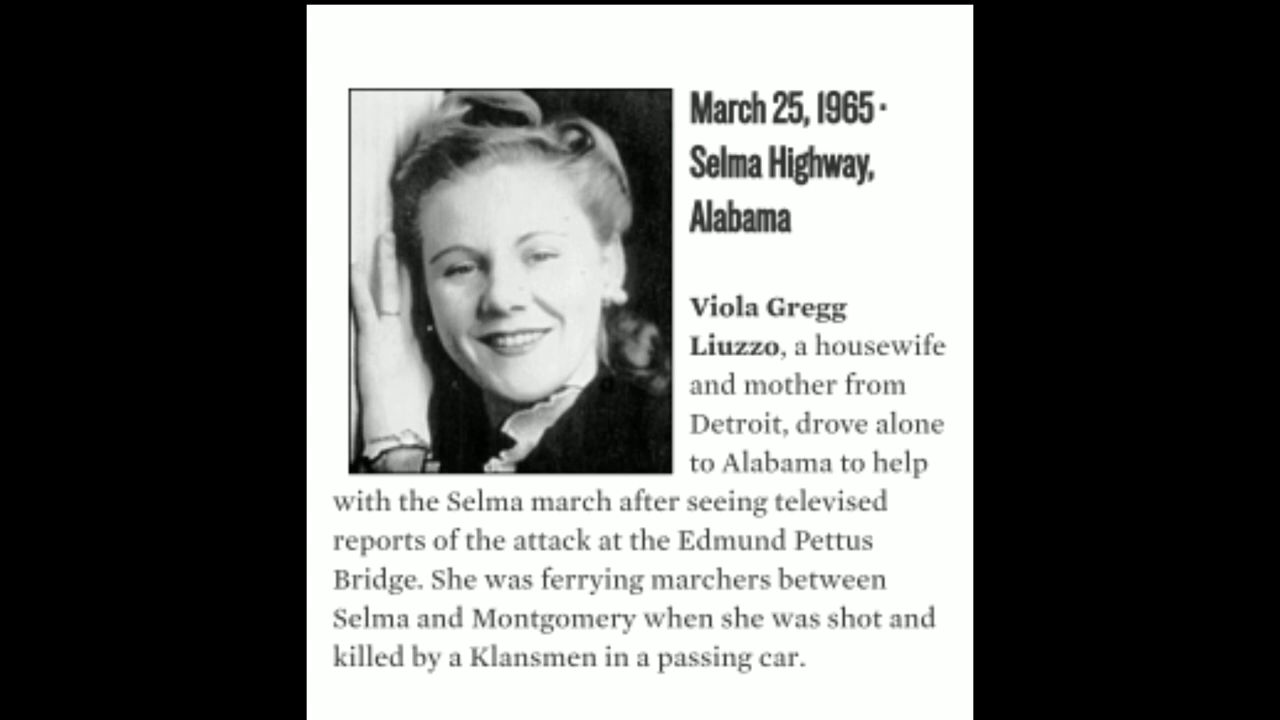 March 25, 1965 ·
Selma Highway,
Alabama
Viola Gregg
Liuzzo, a housewife
and mother from
Detroit, drove alone
to Alabama to help
with the Selma march after seeing televised
reports of the attack at the Edmund Pettus
Bridge. She was ferrying marchers between
Selma and Montgomery when she was shot and
killed by a Klansmen in a passing car.